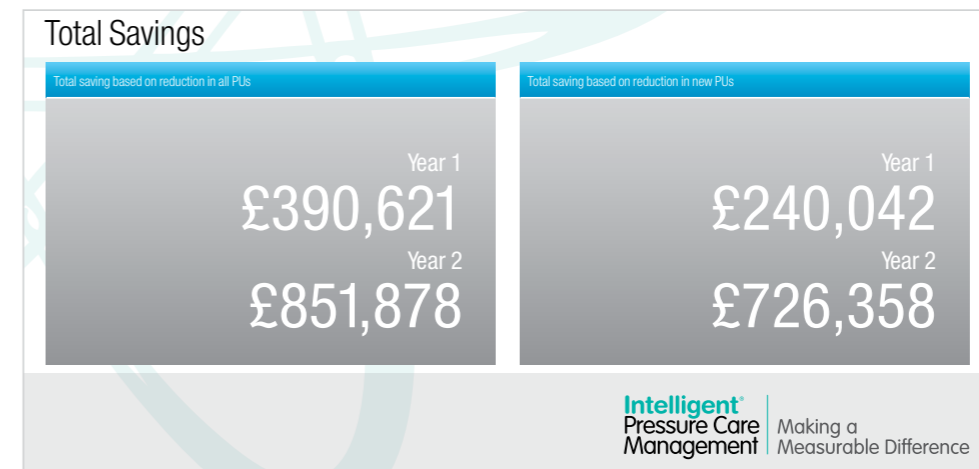 Total Savings
Total saving based on reduction in all PUs
Year 1
£390,621
Year 2
£851,878
Total saving based on reduction in new PUs
Year 1
£240,042
Year 2
£726,358
Intelligent®
Pressure Care
Management
Making a
Measurable Difference